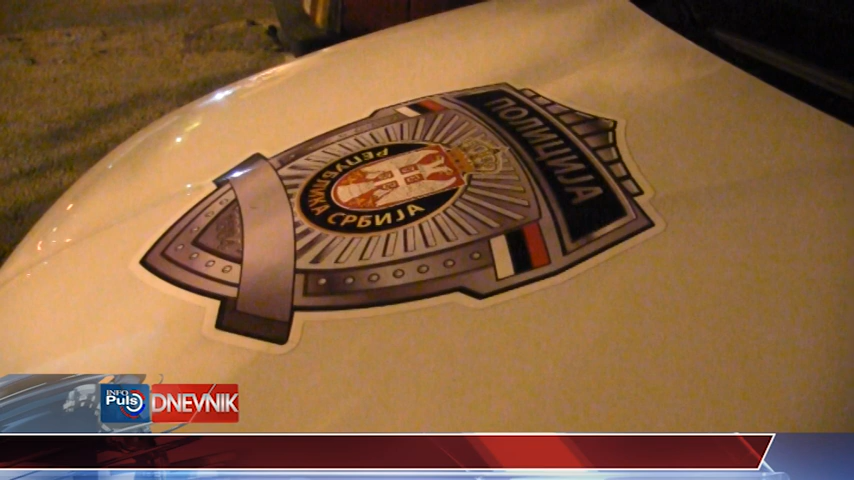 ПОЛИЦИЈА
РЕПУБЛИКА
СРБИЈА
INFO
Puls
DNEVNIK